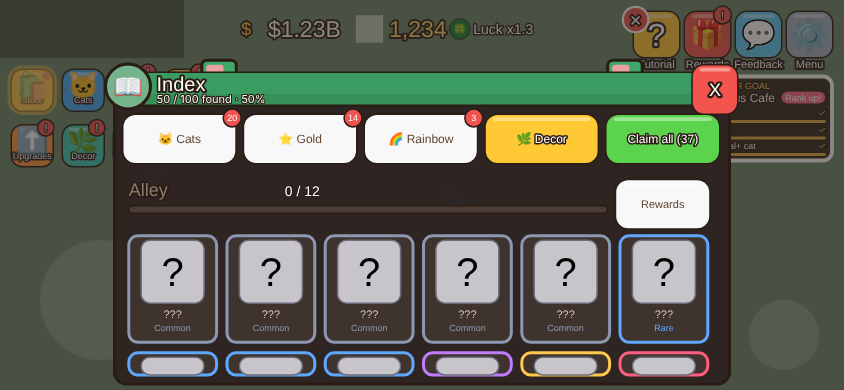 $ $1.23B 1,234 Luck x1.3
?
!
Tutorial Rewards Feedback Menu
Store Cats
Index
50 / 100 found · 50%
X
GOAL
s Cafe Rank up!
al+ cat
! !
Upgrades Decor
Cats 20
Gold 14
Rainbow 3
Decor
Claim all (37)
Alley 0 / 12
Rewards
? ? ? ? ? ?
??? ??? ??? ??? ??? ???
Common Common Common Common Common Rare